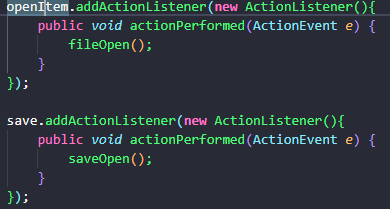 openItem.addActionListener(new ActionListener(){
    public void actionPerformed(ActionEvent e) {
        fileOpen();
    }
});

save.addActionListener(new ActionListener(){
    public void actionPerformed(ActionEvent e) {
        saveOpen();
    }
});